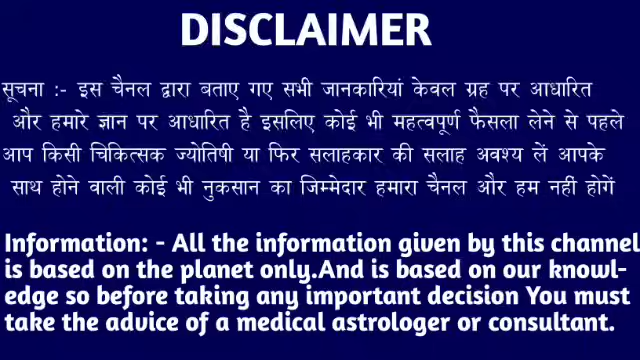 DISCLAIMER
सूचना :- इस चैनल द्वारा बताए गए सभी जानकारियां केवल ग्रह पर आधारित
और हमारे ज्ञान पर आधारित है इसलिए कोई भी महत्वपूर्ण फैसला लेने से पहले
आप किसी चिकित्सक ज्योतिषी या फिर सलाहकार की सलाह अवश्य लें आपके
साथ होने वाली कोई भी नुकसान का जिम्मेदार हमारा चैनल और हम नहीं होगें
Information: - All the information given by this channel
is based on the planet only.And is based on our knowl-
edge so before taking any important decision You must
take the advice of a medical astrologer or consultant.